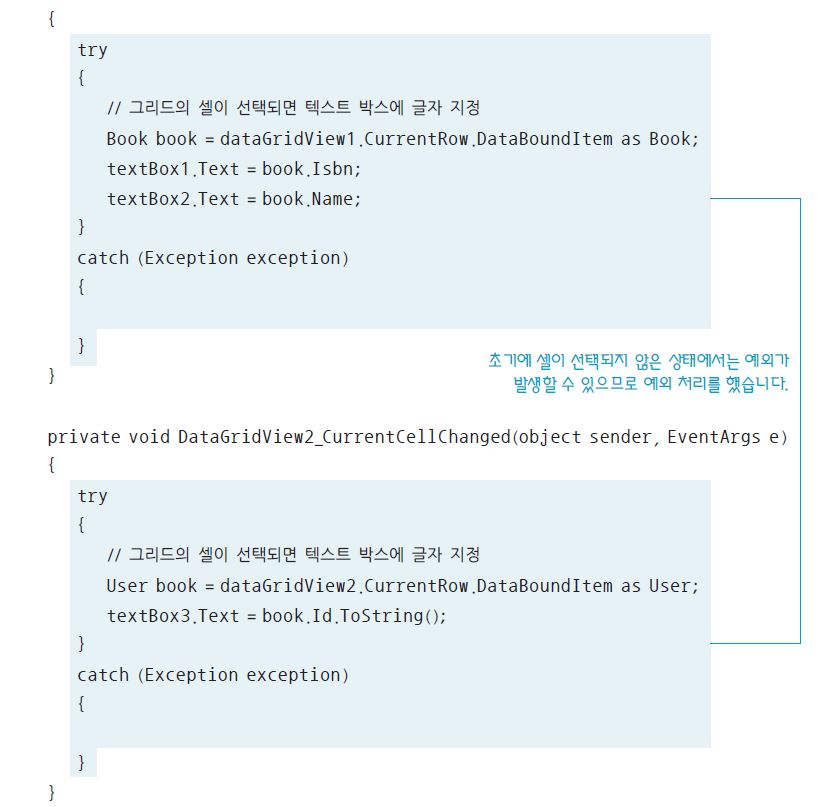 {
try
{
// 그리드의 셀이 선택되면 텍스트 박스에 글자 지정
Book book = dataGridView1.CurrentRow.DataBoundItem as Book;
textBox1.Text = book.Isbn;
textBox2.Text = book.Name;
}
catch (Exception exception)
{
}
}
초기에 셀이 선택되지 않은 상태에서는 예외가
발생할 수 있으므로 예외 처리를 했습니다.
private void DataGridView2_CurrentCellChanged(object sender, EventArgs e)
{
try
{
// 그리드의 셀이 선택되면 텍스트 박스에 글자 지정
User book = dataGridView2.CurrentRow.DataBoundItem as User;
textBox3.Text = book.Id.ToString();
}
catch (Exception exception)
{
}
}